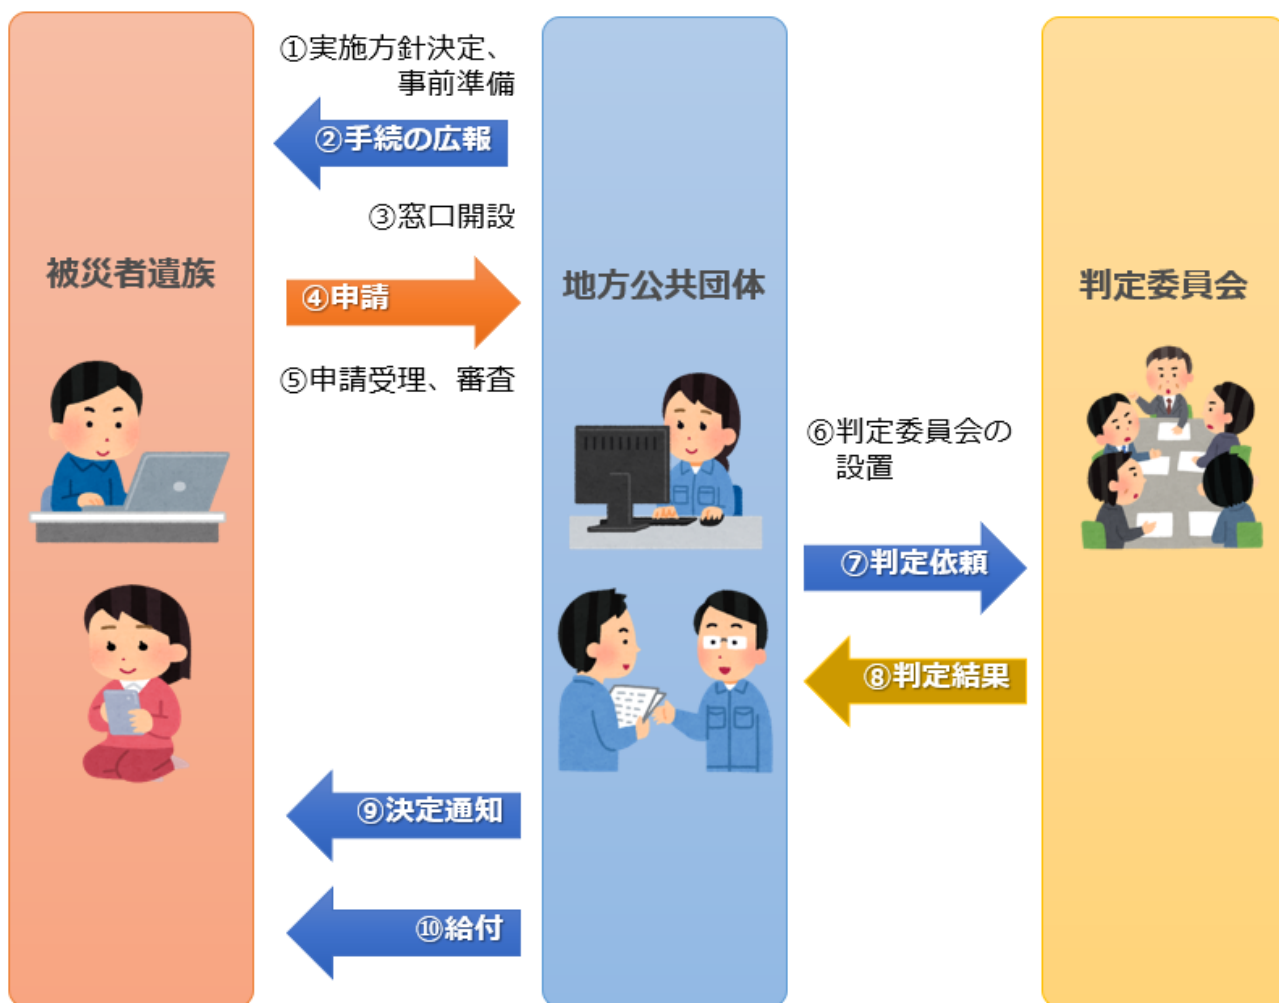 ①実施方針決定、
事前準備
②手続の広報
③窓口開設
被災者遺族
④申請
地方公共団体
判定委員会
⑤申請受理、審査
⑥判定委員会の
設置
⑦判定依頼
⑧判定結果
⑨決定通知
⑩給付